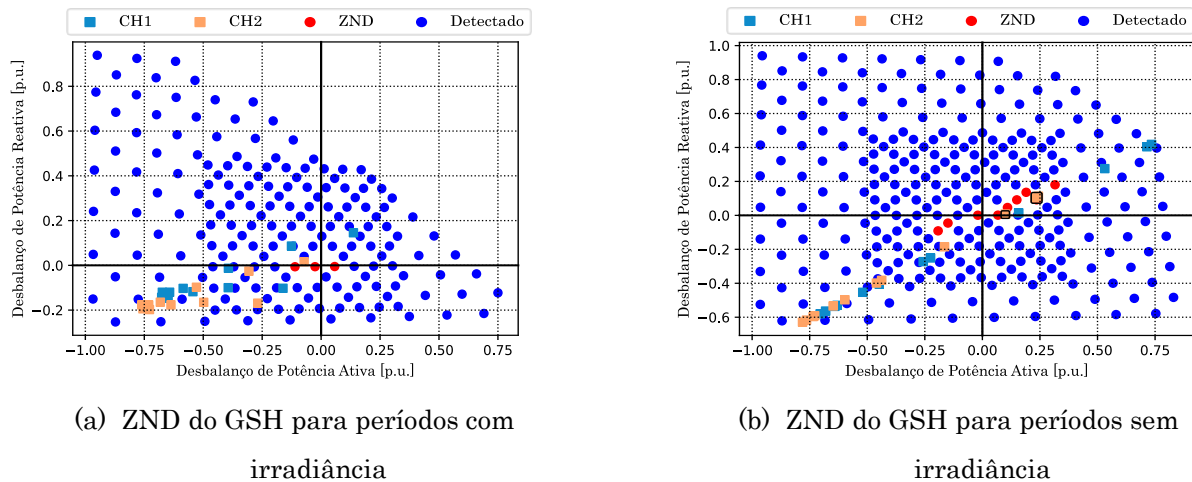 CH1 CH2 ZND Detectado
Desbalanço de Potência Reativa [p.u.]
0.8
0.6
0.4
0.2
0.0
−0.2
−1.00 −0.75 −0.50 −0.25 0.00 0.25 0.50 0.75
Desbalanço de Potência Ativa [p.u.]
(a) ZND do GSH para períodos com
irradiância
CH1 CH2 ZND Detectado
Desbalanço de Potência Reativa [p.u.]
1.0
0.8
0.6
0.4
0.2
0.0
−0.2
−0.4
−0.6
−1.00 −0.75 −0.50 −0.25 0.00 0.25 0.50 0.75
Desbalanço de Potência Ativa [p.u.]
(b) ZND do GSH para períodos sem
irradiância